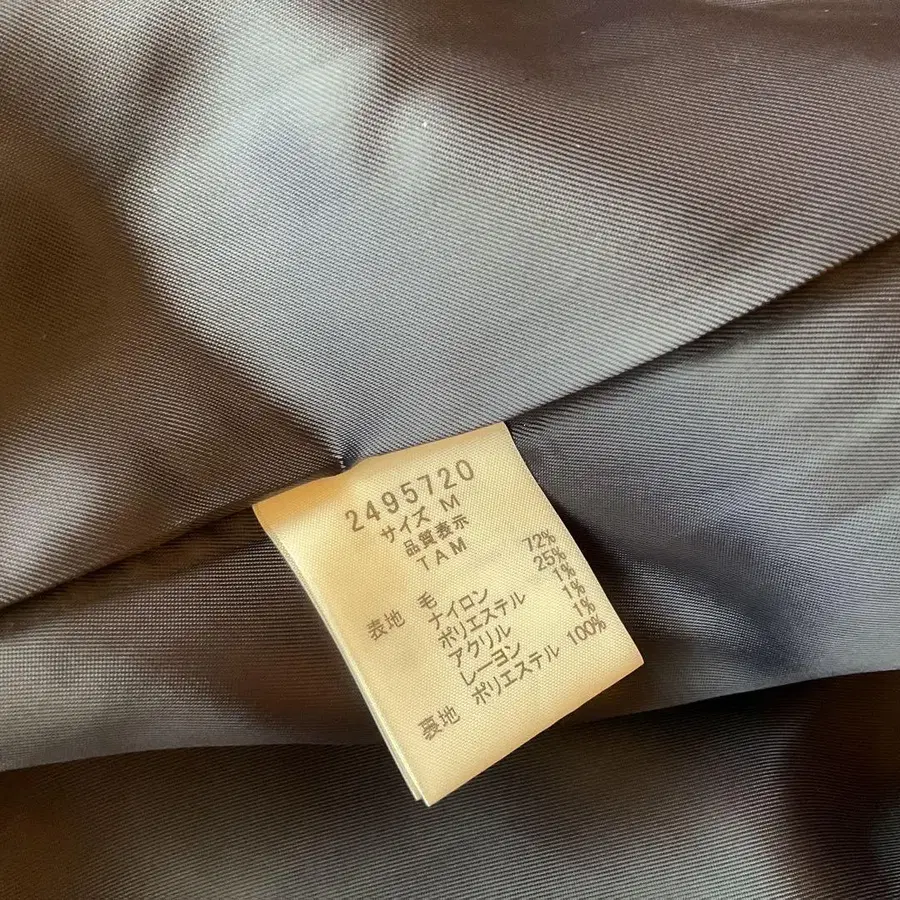 2495720
サイズ M
品質表示
TAM
表地 毛 72%
ナイロン 25%
ポリエステル 1%
アクリル 1%
レーヨン 1%
裏地 ポリエステル 100%